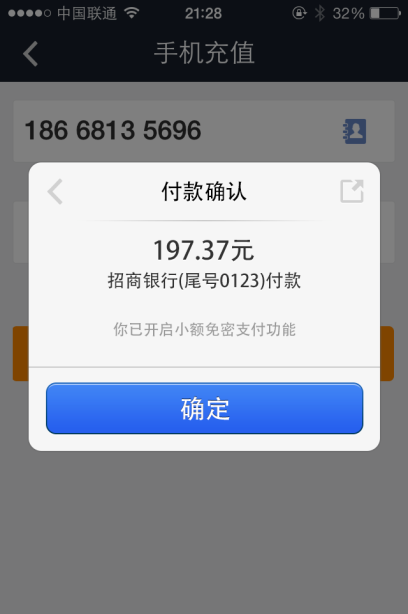 中国联通 21:28 32%
手机充值
186 6813 5696
付款确认
197.37元
招商银行(尾号0123)付款
你已开启小额免密支付功能
确定